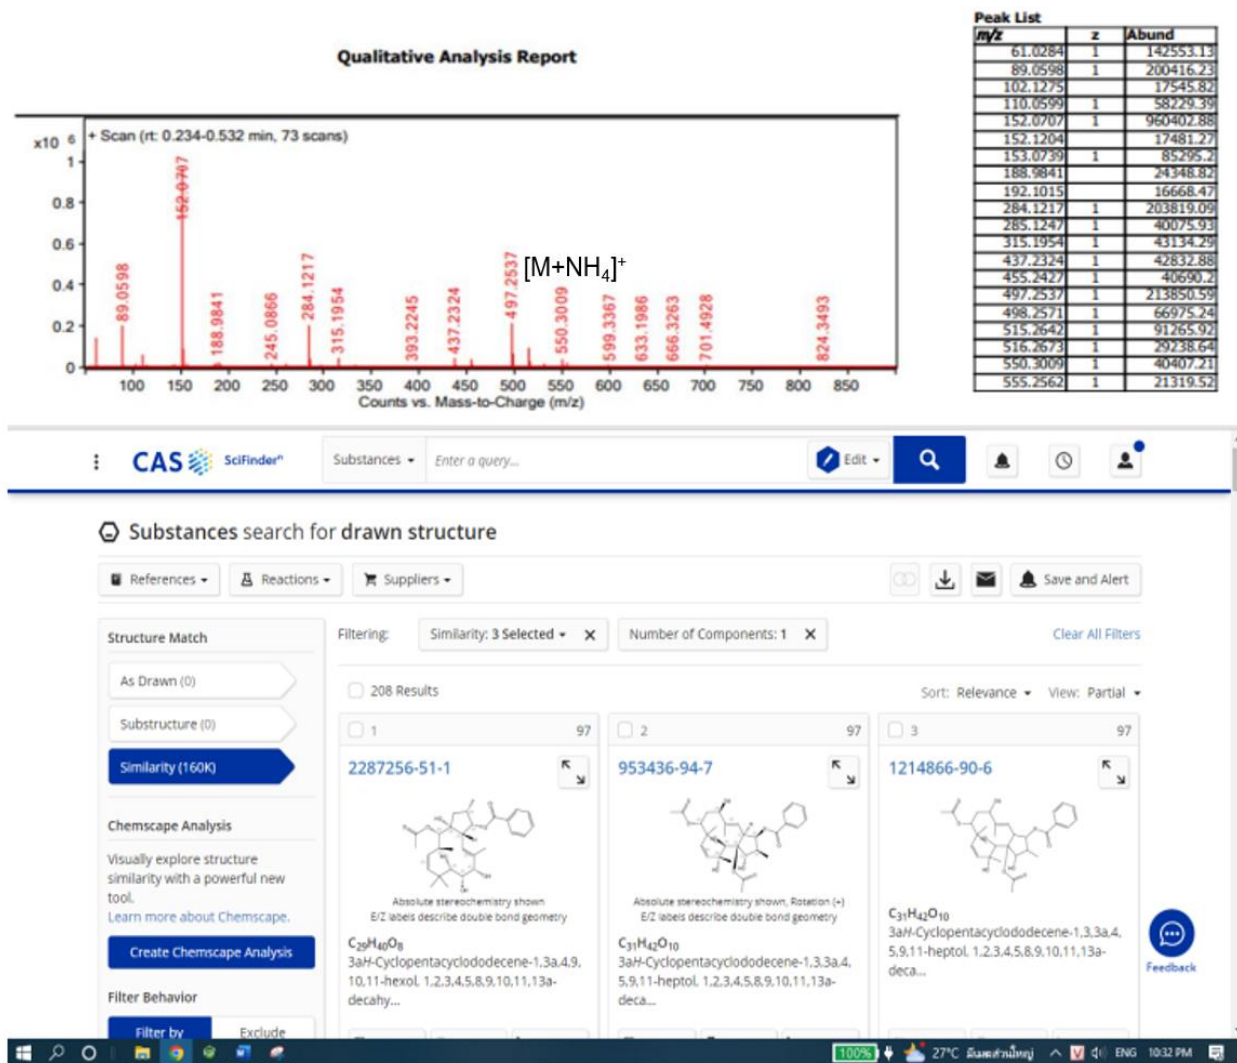 Qualitative Analysis Report
x10 6
+ Scan (rt: 0.234-0.532 min, 73 scans)
1
0.8
0.6
0.4
0.2
0
89.0598
152.0707
188.9841
245.0866
284.1217
315.1954
393.2245
437.2324
497.2537
[M+NH4]+
550.3009
599.3367
633.1986
666.3263
701.4928
824.3493
100 150 200 250 300 350 400 450 500 550 600 650 700 750 800 850
Counts vs. Mass-to-Charge (m/z)
Peak List
m/z z Abund
61.0284 1 142553.13
89.0598 1 200416.23
102.1275 17545.82
110.0599 1 58229.39
152.0707 1 960402.88
152.1204 17481.27
153.0739 1 85295.2
188.9841 24348.82
192.1015 16668.47
284.1217 1 203819.09
285.1247 1 40075.93
315.1954 1 43134.29
437.2324 1 42832.88
455.2427 1 40690.2
497.2537 1 213850.59
498.2571 1 66975.24
515.2642 1 91265.92
516.2673 1 29238.64
550.3009 1 40407.21
555.2562 1 21319.52
CAS SciFinderⁿ
Substances
Enter a query...
Edit
Substances search for drawn structure
References
Reactions
Suppliers
Save and Alert
Structure Match
As Drawn (0)
Substructure (0)
Similarity (160K)
Chemscape Analysis
Visually explore structure
similarity with a powerful new
tool.
Learn more about Chemscape.
Create Chemscape Analysis
Filter Behavior
Filter by Exclude
Filtering: Similarity: 3 Selected × Number of Components: 1 × Clear All Filters
208 Results
Sort: Relevance View: Partial
1 97
2287256-51-1
Absolute stereochemistry shown
E/Z labels describe double bond geometry
C29H40O8
3aH-Cyclopentacyclododecene-1,3a,4,9,
10,11-hexol, 1,2,3,4,5,8,9,10,11,13a-
decahy...
2 97
953436-94-7
Absolute stereochemistry shown, Rotation (+)
E/Z labels describe double bond geometry
C31H42O10
3aH-Cyclopentacyclododecene-1,3,3a,4,
5,9,11-heptol, 1,2,3,4,5,8,9,10,11,13a-
deca...
3 97
1214866-90-6
C31H42O10
3aH-Cyclopentacyclododecene-1,3,3a,4,
5,9,11-heptol, 1,2,3,4,5,8,9,10,11,13a-
deca...
Feedback
100%
27°C มีเมฆส่วนใหญ่
ENG
10:32 PM